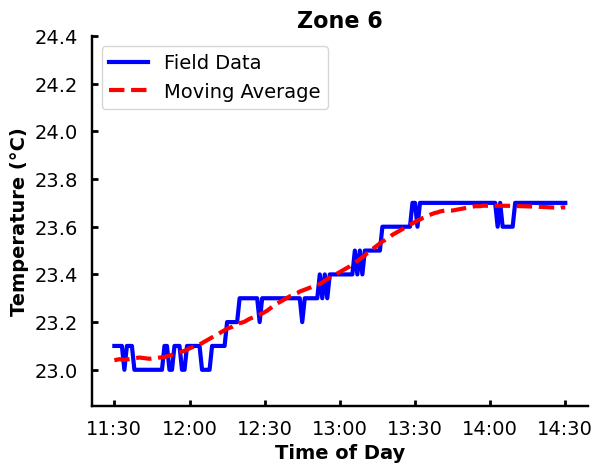 Zone 6
Field Data
Moving Average
Temperature (°C)
24.4
24.2
24.0
23.8
23.6
23.4
23.2
23.0
11:30 12:00 12:30 13:00 13:30 14:00 14:30
Time of Day